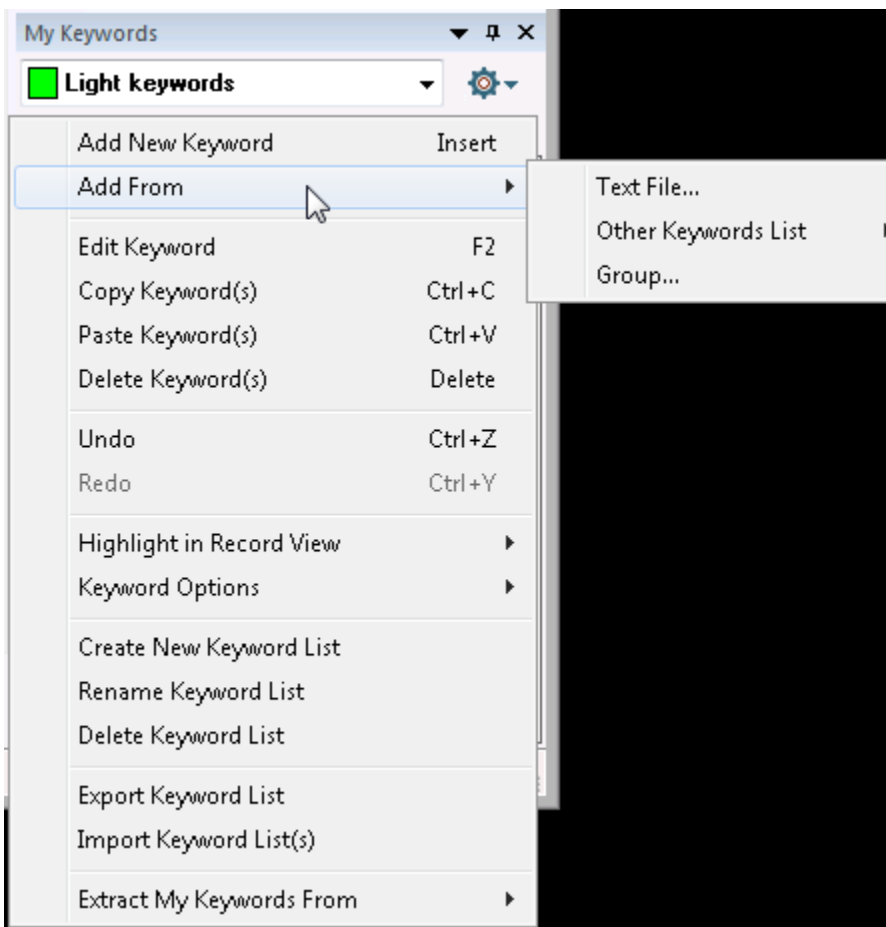 My Keywords
Light keywords
Add New Keyword Insert
Add From
Text File...
Other Keywords List
Group...
Edit Keyword F2
Copy Keyword(s) Ctrl+C
Paste Keyword(s) Ctrl+V
Delete Keyword(s) Delete
Undo Ctrl+Z
Redo Ctrl+Y
Highlight in Record View
Keyword Options
Create New Keyword List
Rename Keyword List
Delete Keyword List
Export Keyword List
Import Keyword List(s)
Extract My Keywords From